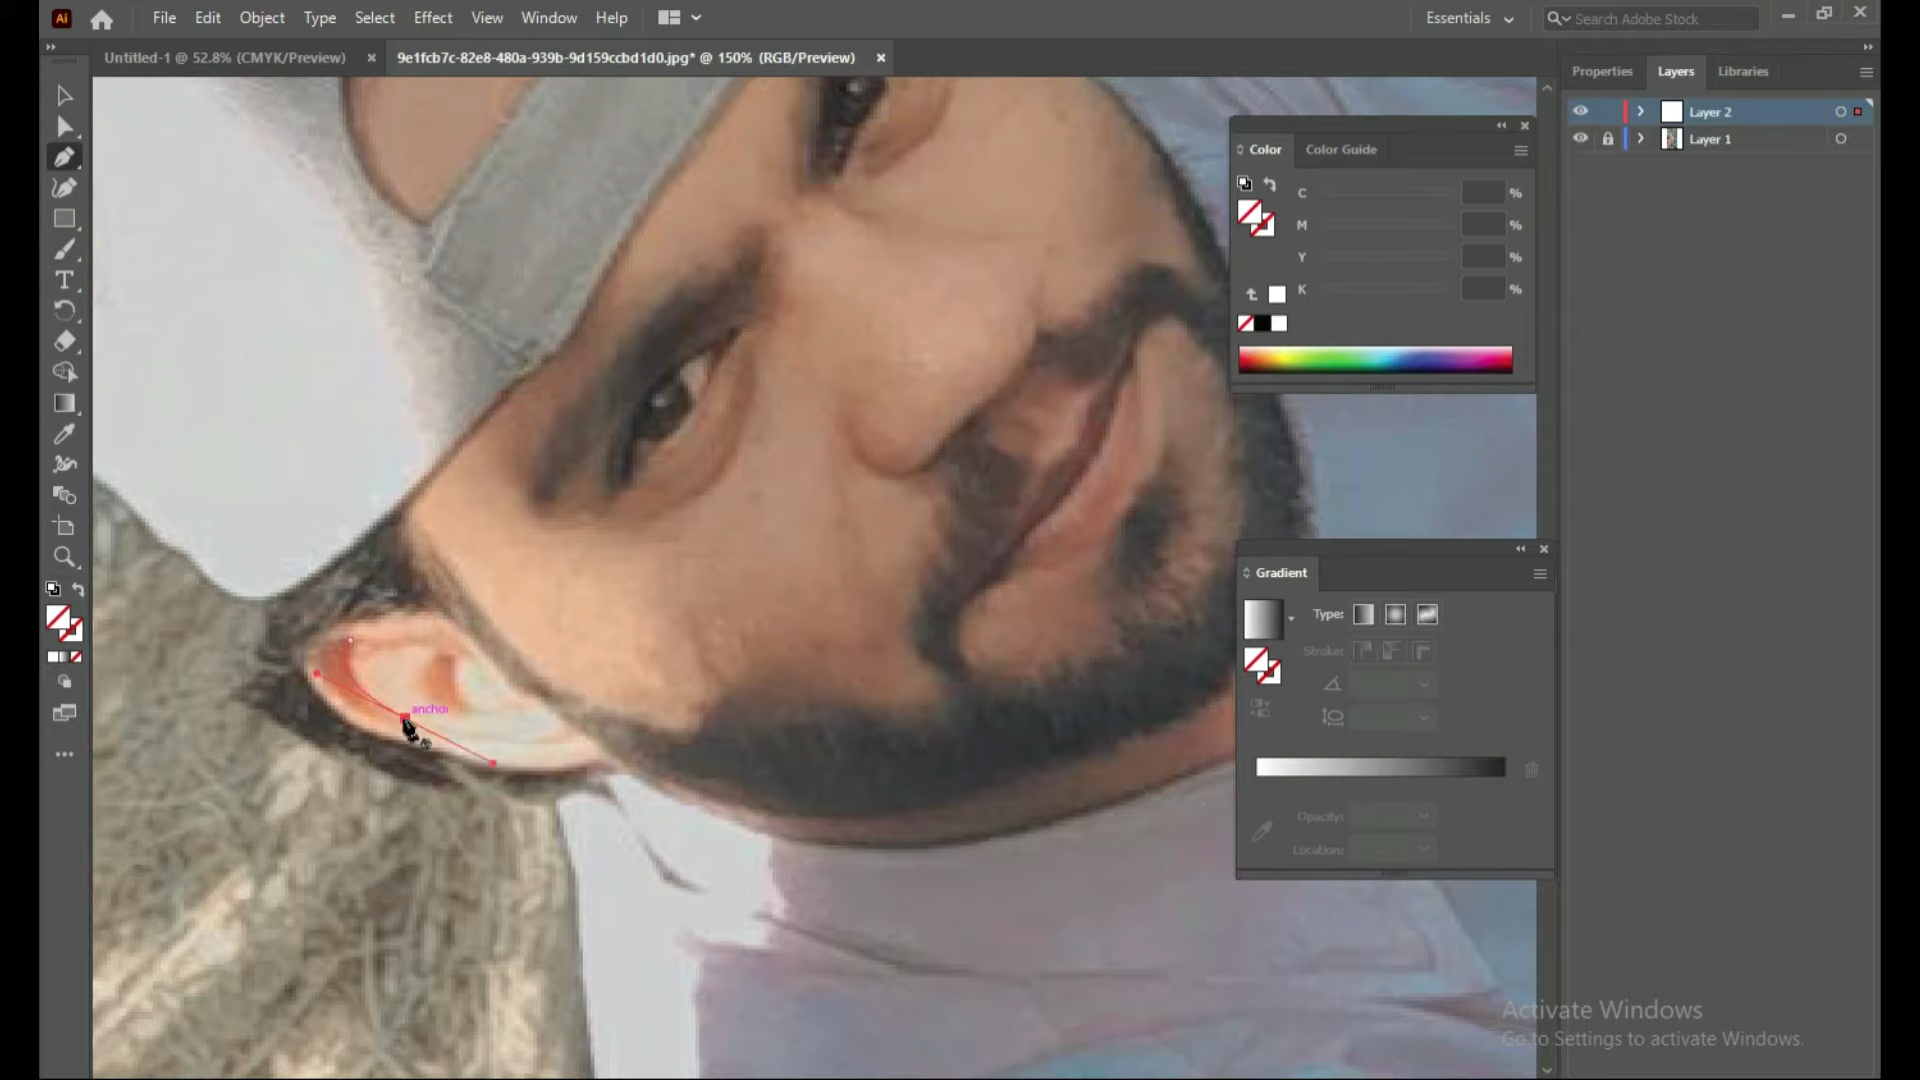 Ai File Edit Object Type Select Effect View Window Help Essentials Search Adobe Stock
Untitled-1 @ 52.8% (CMYK/Preview) × 9e1fcb7c-82e8-480a-939b-9d159ccbd1d0.jpg* @ 150% (RGB/Preview) ×
Properties Layers Libraries
Layer 2
Layer 1
Color Color Guide
C %
M %
Y %
K %
Gradient
Type:
Stroke:
Opacity:
Location:
anchor
Activate Windows
Go to Settings to activate Windows.